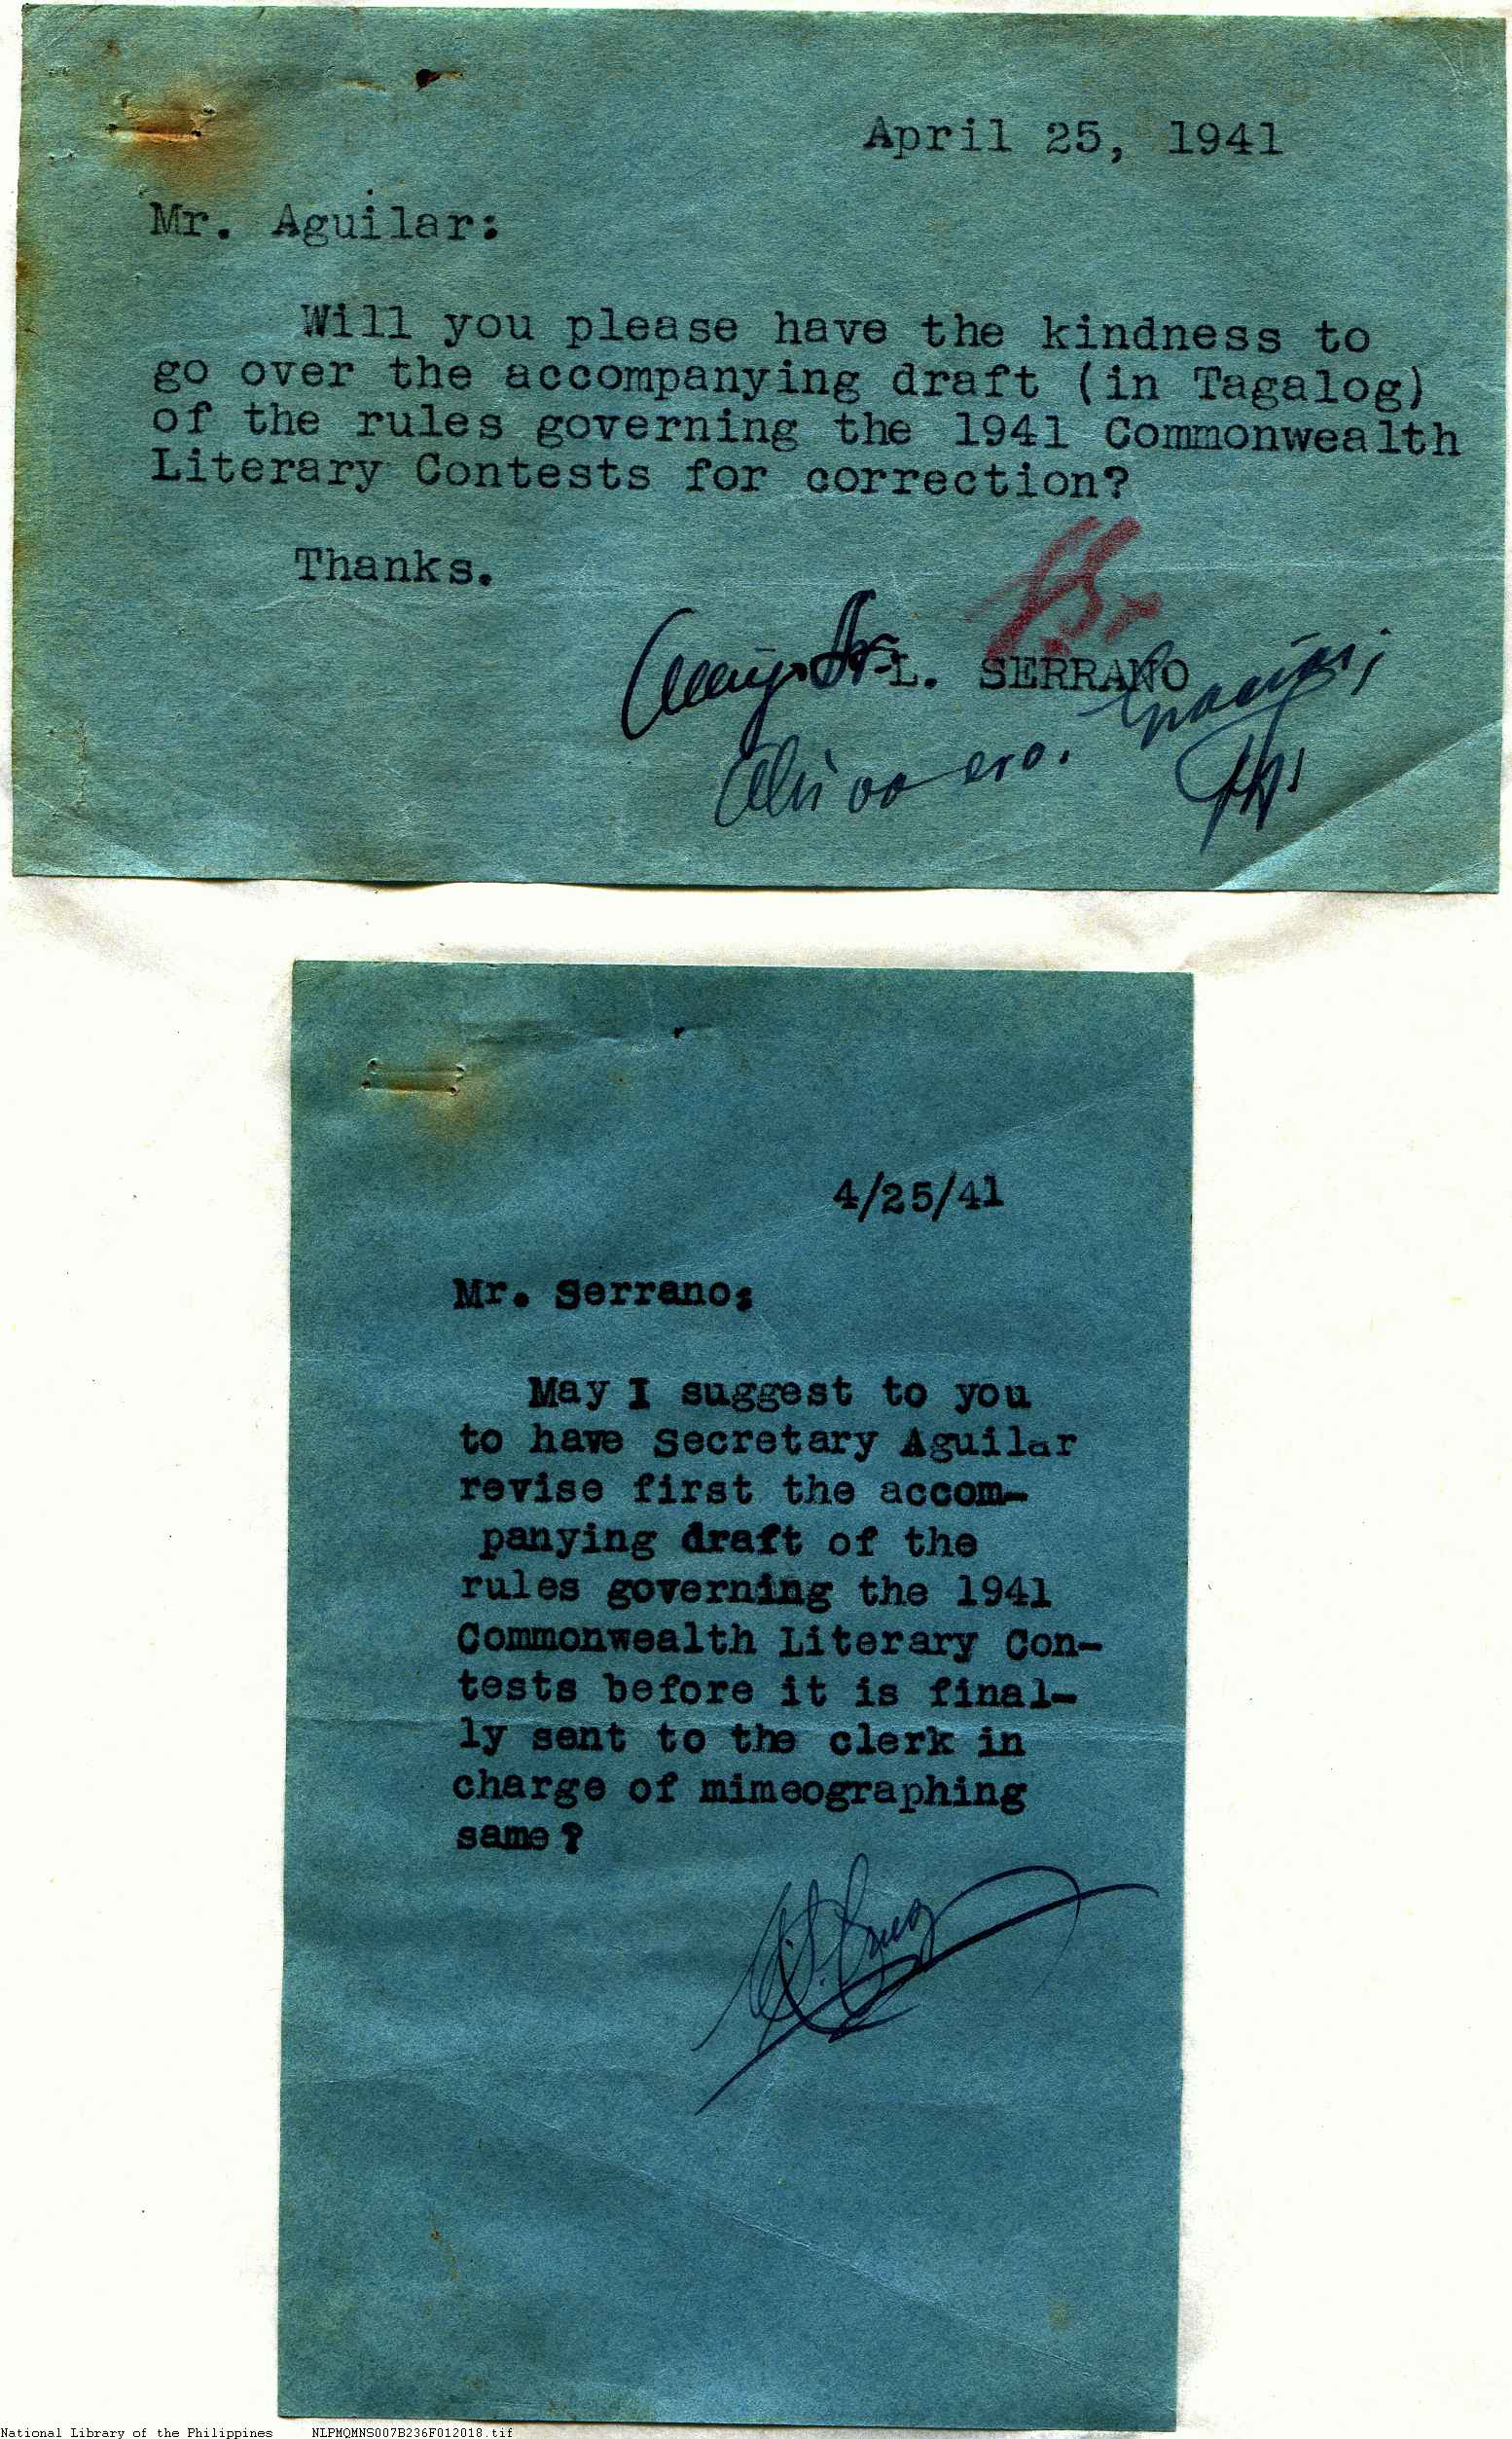 April 25, 1941
Mr. Aguilar:
Will you please have the kindness to
go over the accompanying draft (in Tagalog)
of the rules governing the 1941 Commonwealth
Literary Contests for correction?
Thanks.
L. SERRANO
4/25/41
Mr. Serrano:
May I suggest to you
to have Secretary Aguilar
revise first the accom-
panying draft of the
rules governing the 1941
Commonwealth Literary Con-
tests before it is final-
ly sent to the clerk in
charge of mimeographing
same?
National Library of the Philippines NLPMQMNS007B236F012018.tif